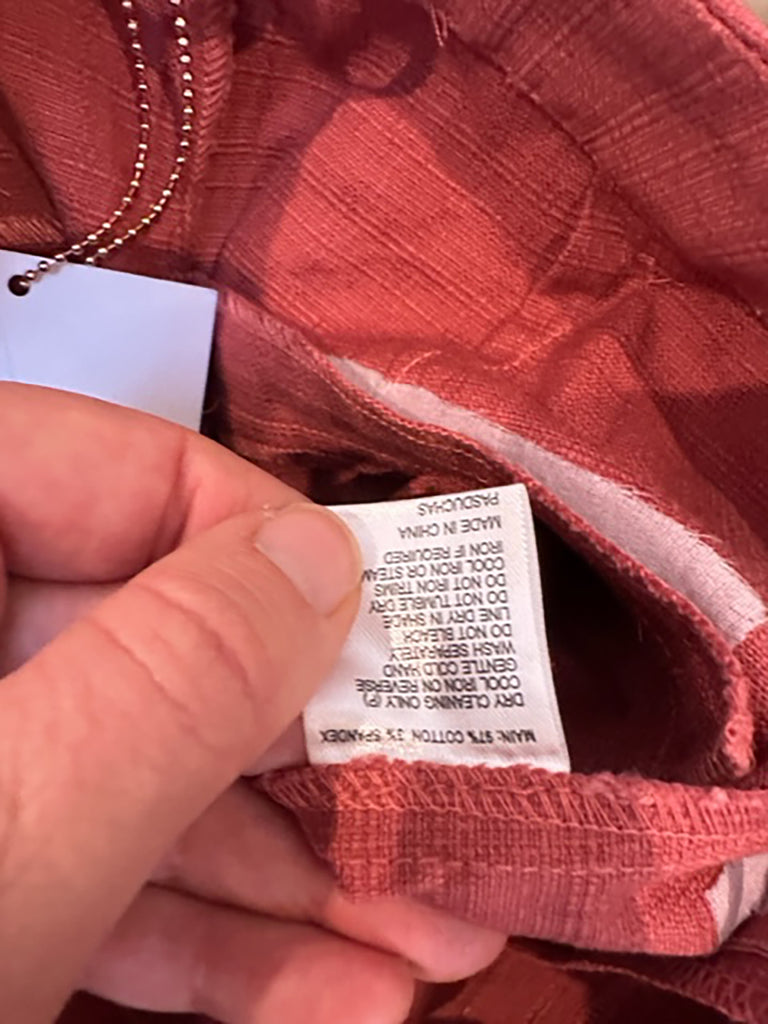 MAIN: 97% COTTON 3% SPANDEX
DRY CLEANING ONLY (P)
COOL IRON ON REVERSE
GENTLE COLD HAND
WASH SEPARATELY
DO NOT BLEACH
LINE DRY IN SHADE
DO NOT TUMBLE DRY
DO NOT IRON TRIMS
COOL IRON OR STEAM
IRON IF REQUIRED
MADE IN CHINA
PASDUCHAS